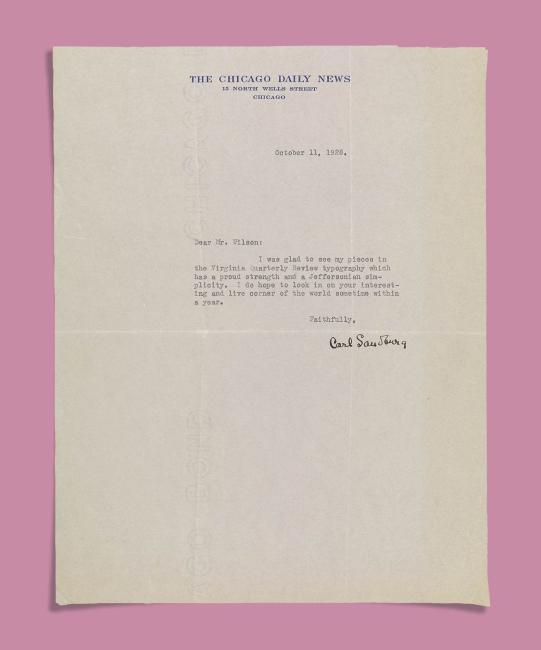 THE CHICAGO DAILY NEWS
15 NORTH WELLS STREET
CHICAGO
October 11, 1928.
Dear Mr. Wilson:
I was glad to see my pieces in
the Virginia Quarterly Review typography which
has a proud strength and a Jeffersonian sim-
plicity. I do hope to look in on your interest-
ing and live corner of the world sometime within
a year.
Faithfully,
Carl Sandburg